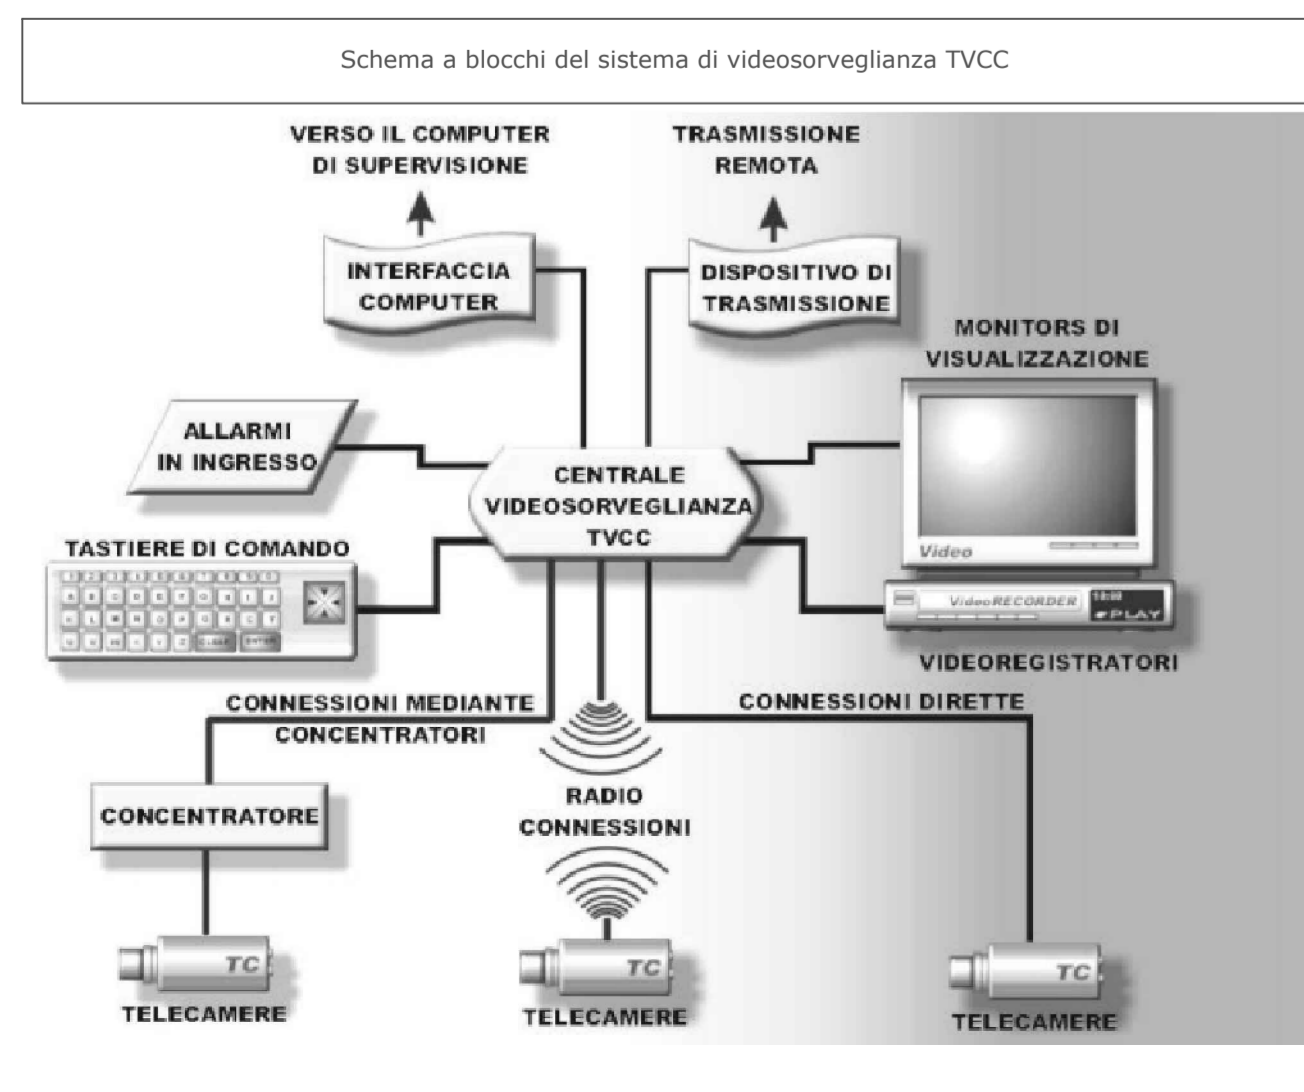 Schema a blocchi del sistema di videosorveglianza TVCC
VERSO IL COMPUTER
DI SUPERVISIONE
TRASMISSIONE
REMOTA
INTERFACCIA
COMPUTER
DISPOSITIVO DI
TRASMISSIONE
MONITORS DI
VISUALIZZAZIONE
ALLARMI
IN INGRESSO
CENTRALE
VIDEOSORVEGLIANZA
TVCC
Video
TASTIERE DI COMANDO
VideoRECORDER
PLAY
VIDEOREGISTRATORI
CONNESSIONI MEDIANTE
CONCENTRATORI
CONNESSIONI DIRETTE
RADIO
CONNESSIONI
CONCENTRATORE
TC
TELECAMERE
TC
TELECAMERE
TC
TELECAMERE